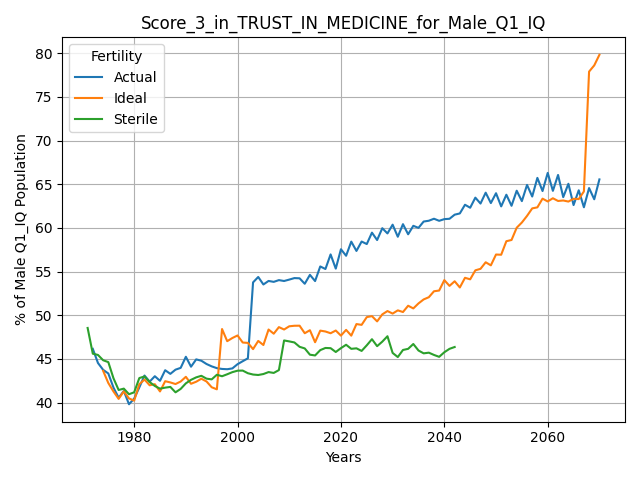 Score_3_in_TRUST_IN_MEDICINE_for_Male_Q1_IQ
Fertility
Actual
Ideal
Sterile
% of Male Q1_IQ Population
80
75
70
65
60
55
50
45
40
1980
2000
2020
2040
2060
Years